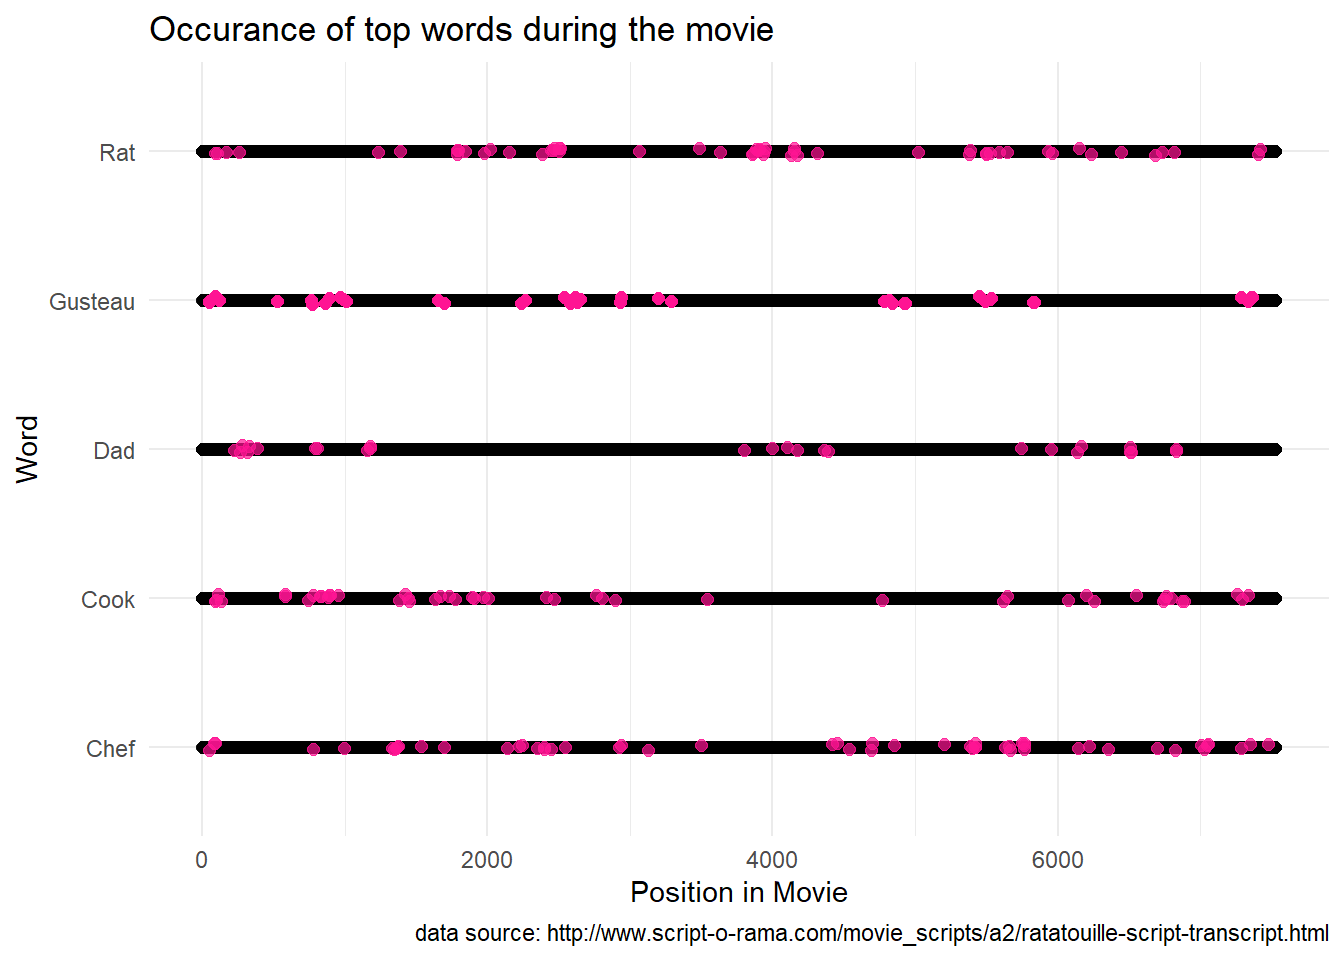 Occurance of top words during the movie
Rat
Gusteau
Dad
Cook
Chef
Word
0 2000 4000 6000
Position in Movie
data source: http://www.script-o-rama.com/movie_scripts/a2/ratatouille-script-transcript.html